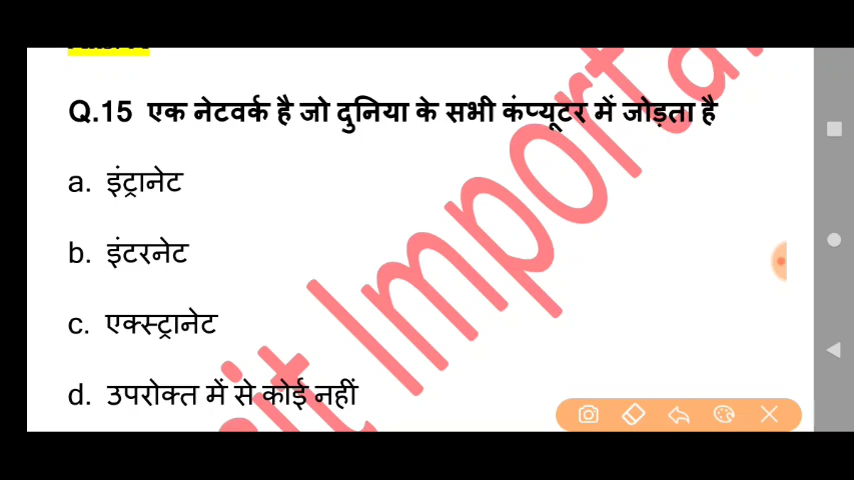 Q.15 एक नेटवर्क है जो दुनिया के सभी कंप्यूटर में जोड़ता है
a. इंट्रानेट
b. इंटरनेट
c. एक्स्ट्रानेट
d. उपरोक्त में से कोई नहीं